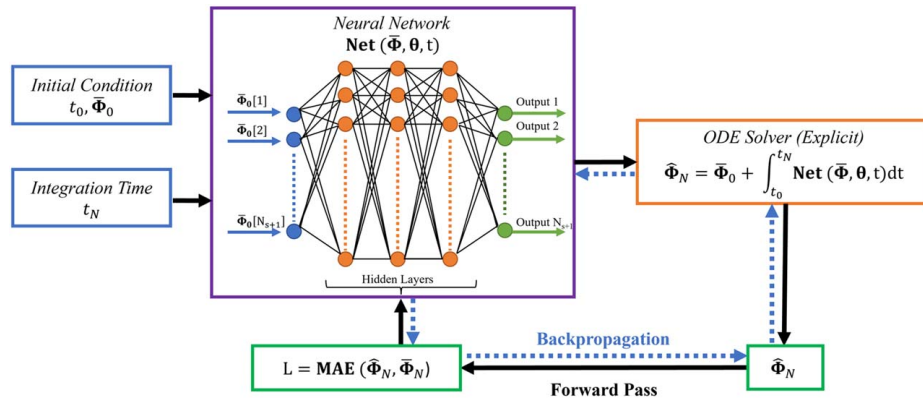 Neural Network
Net (Φ̄, θ, t)
Initial Condition
t₀, Φ̄₀
Integration Time
t_N
Φ̄₀[1]
Φ̄₀[2]
Φ̄₀[N_{s+1}]
Output 1
Output 2
Output N_{s+1}
Hidden Layers
ODE Solver (Explicit)
Φ̂_N = Φ̄₀ + ∫_{t₀}^{t_N} Net (Φ̄, θ, t)dt
Backpropagation
L = MAE (Φ̂_N, Φ̄_N)
Φ̂_N
Forward Pass